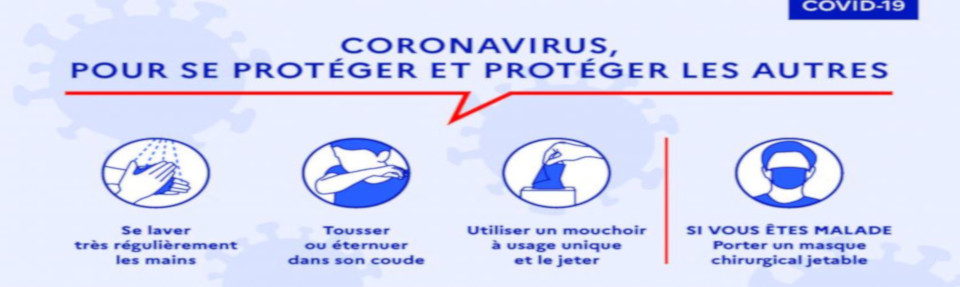 COVID-19
CORONAVIRUS,
POUR SE PROTÉGER ET PROTÉGER LES AUTRES
Se laver
très régulièrement
les mains
Tousser
ou éternuer
dans son coude
Utiliser un mouchoir
à usage unique
et le jeter
SI VOUS ÊTES MALADE
Porter un masque
chirurgical jetable